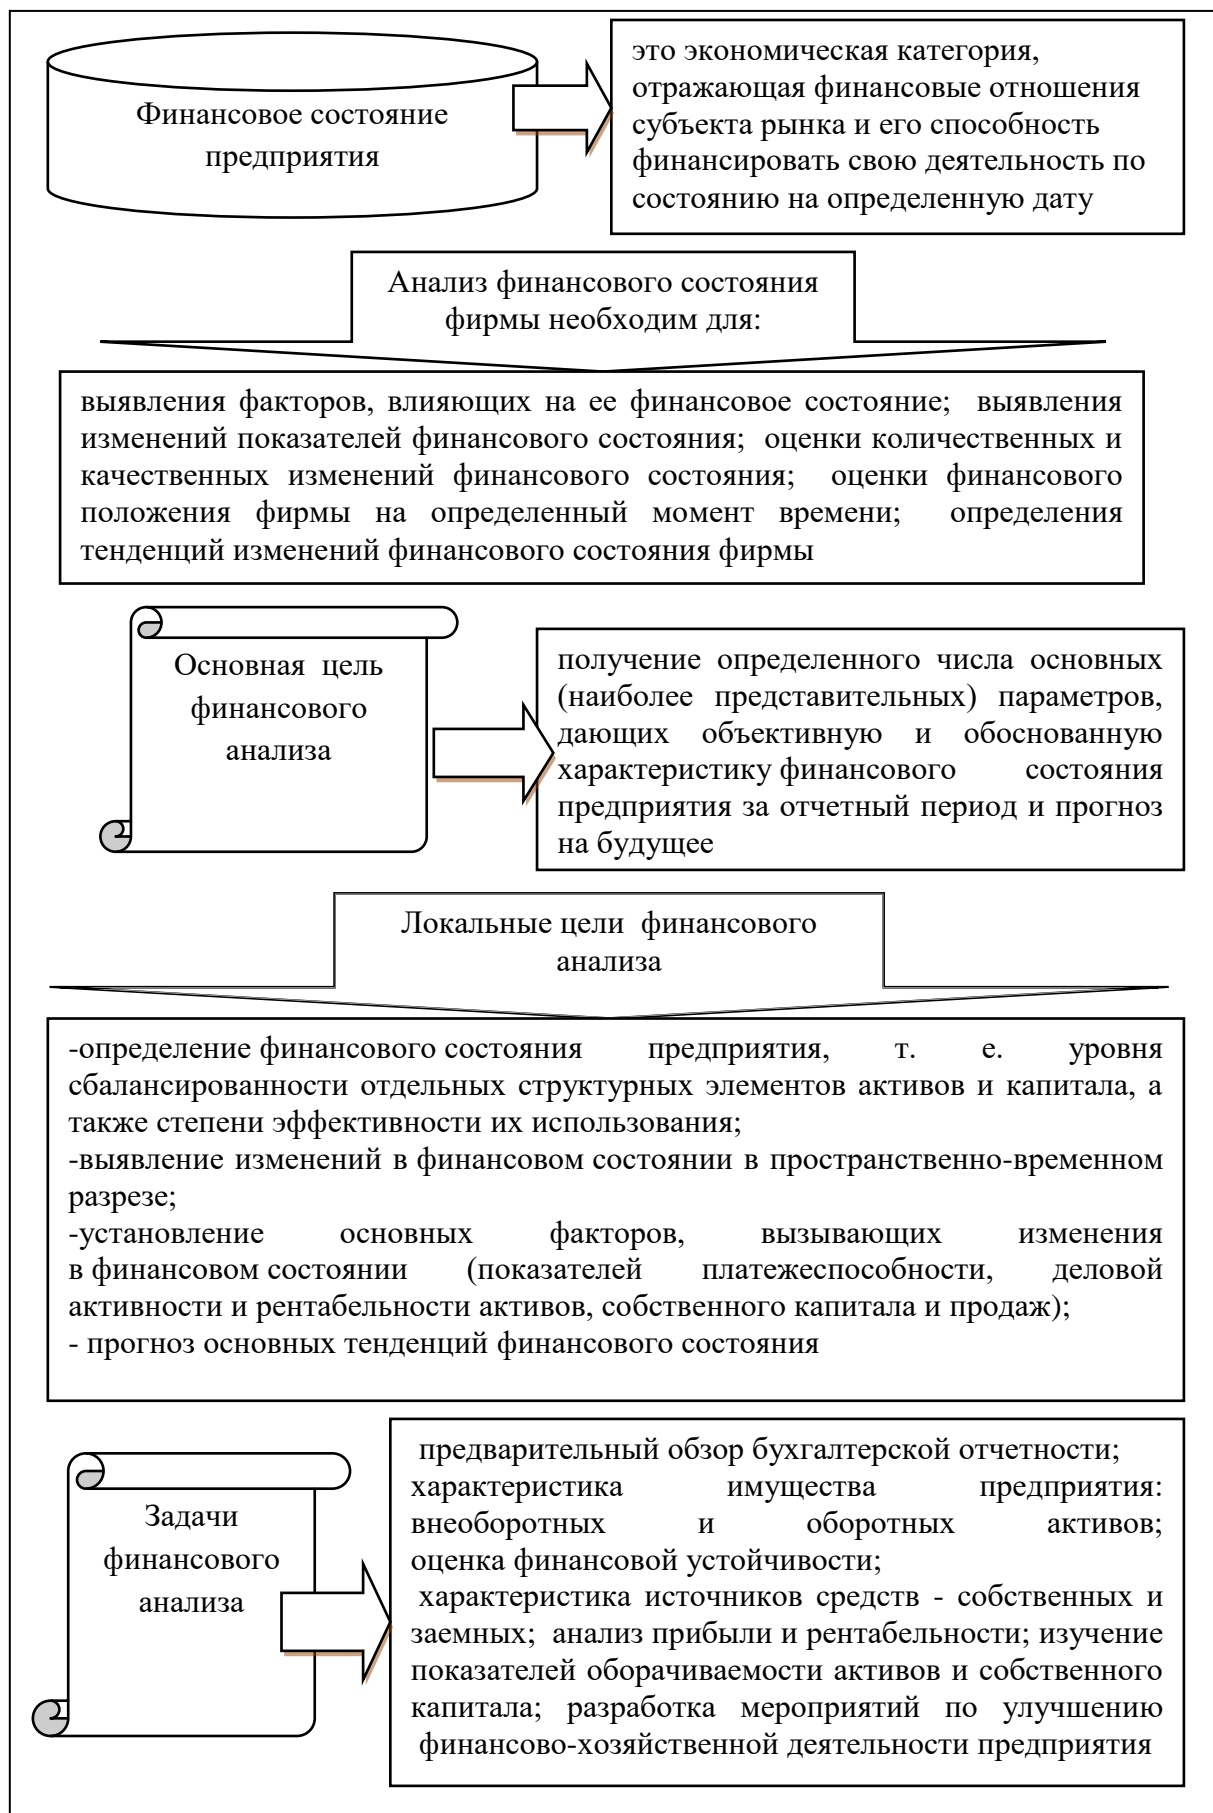 Финансовое состояние
предприятия
это экономическая категория,
отражающая финансовые отношения
субъекта рынка и его способность
финансировать свою деятельность по
состоянию на определенную дату
Анализ финансового состояния
фирмы необходим для:
выявления факторов, влияющих на ее финансовое состояние; выявления
изменений показателей финансового состояния; оценки количественных и
качественных изменений финансового состояния; оценки финансового
положения фирмы на определенный момент времени; определения
тенденций изменений финансового состояния фирмы
Основная цель
финансового
анализа
получение определенного числа основных
(наиболее представительных) параметров,
дающих объективную и обоснованную
характеристику финансового состояния
предприятия за отчетный период и прогноз
на будущее
Локальные цели финансового
анализа
-определение финансового состояния предприятия, т. е. уровня
сбалансированности отдельных структурных элементов активов и капитала, а
также степени эффективности их использования;
-выявление изменений в финансовом состоянии в пространственно-временном
разрезе;
-установление основных факторов, вызывающих изменения
в финансовом состоянии (показателей платежеспособности, деловой
активности и рентабельности активов, собственного капитала и продаж);
- прогноз основных тенденций финансового состояния
Задачи
финансового
анализа
предварительный обзор бухгалтерской отчетности;
характеристика имущества предприятия:
внеоборотных и оборотных активов;
оценка финансовой устойчивости;
характеристика источников средств - собственных и
заемных; анализ прибыли и рентабельности; изучение
показателей оборачиваемости активов и собственного
капитала; разработка мероприятий по улучшению
финансово-хозяйственной деятельности предприятия